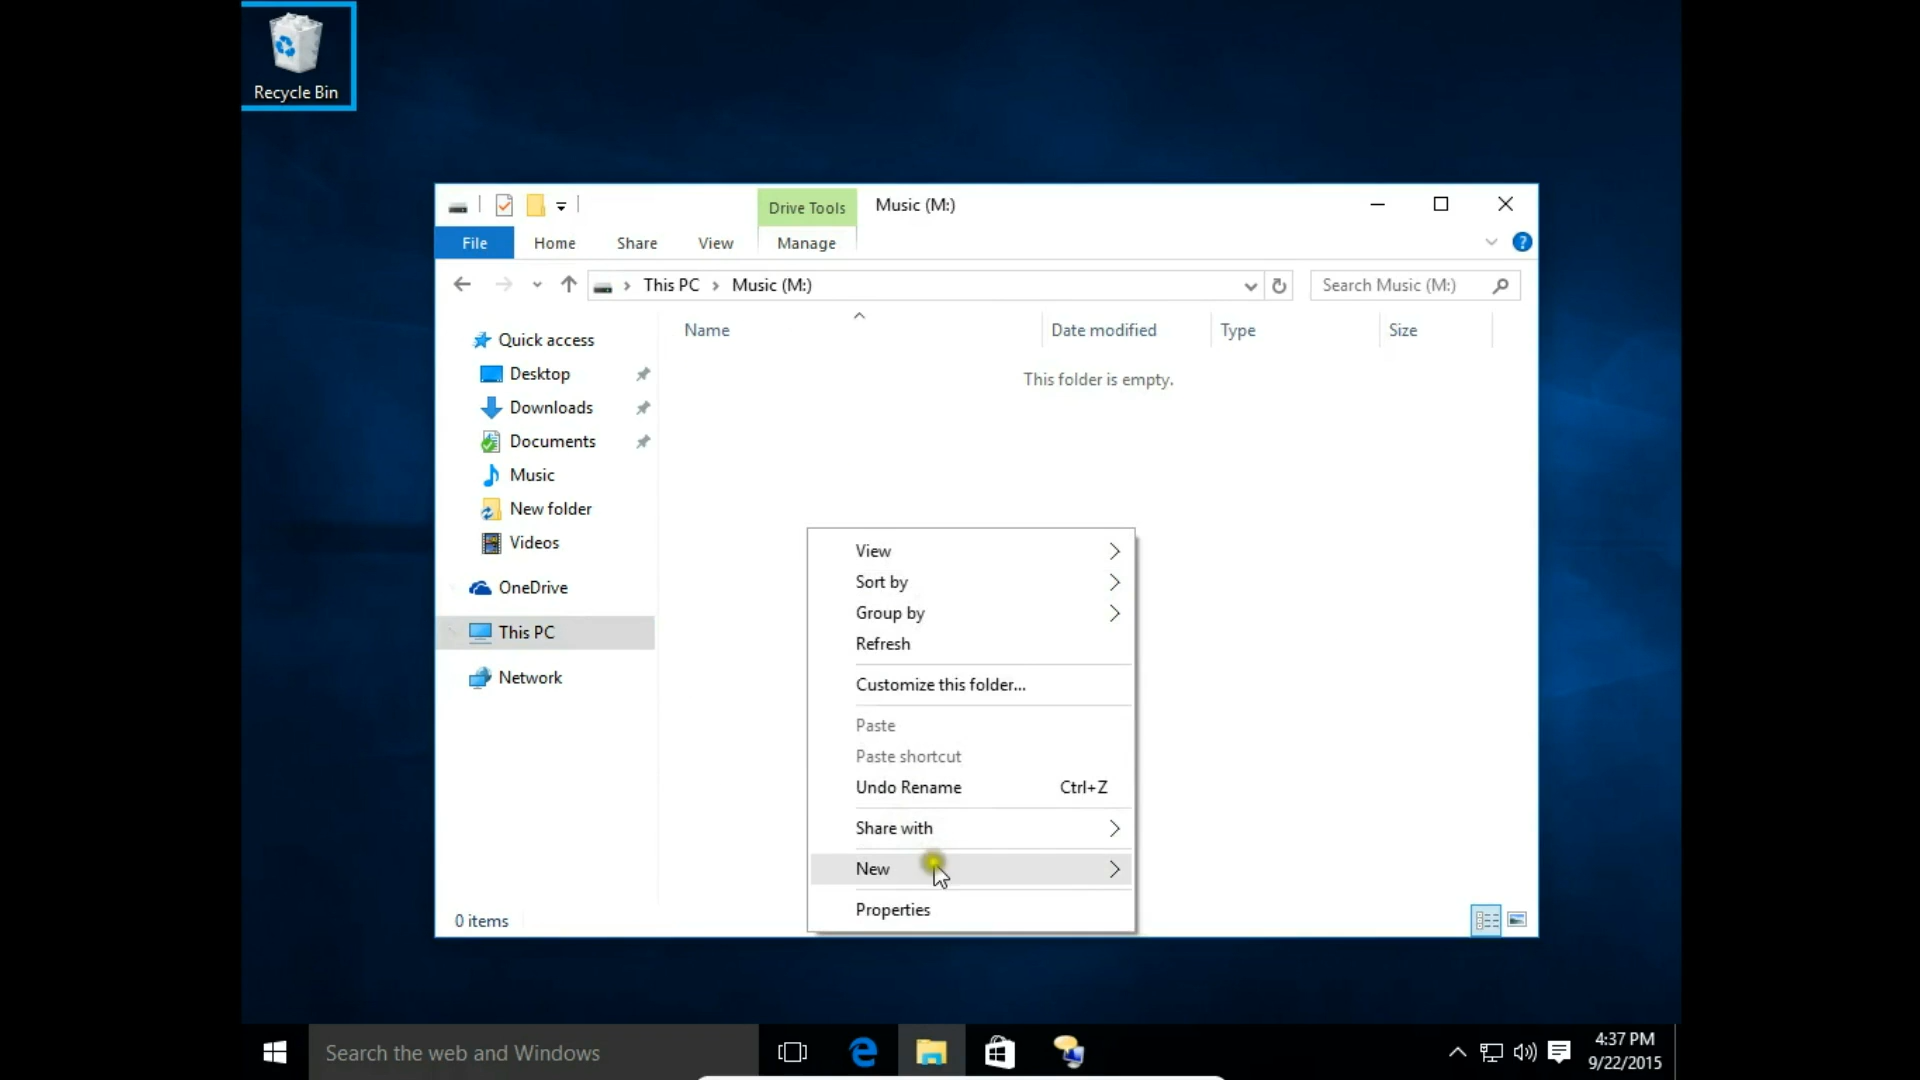 Recycle Bin
Drive Tools
Music (M:)
File
Home
Share
View
Manage
This PC
Music (M:)
Search Music (M:)
Name
Date modified
Type
Size
This folder is empty.
Quick access
Desktop
Downloads
Documents
Music
New folder
Videos
OneDrive
This PC
Network
View
Sort by
Group by
Refresh
Customize this folder...
Paste
Paste shortcut
Undo Rename Ctrl+Z
Share with
New
Properties
0 items
Search the web and Windows
4:37 PM
9/22/2015